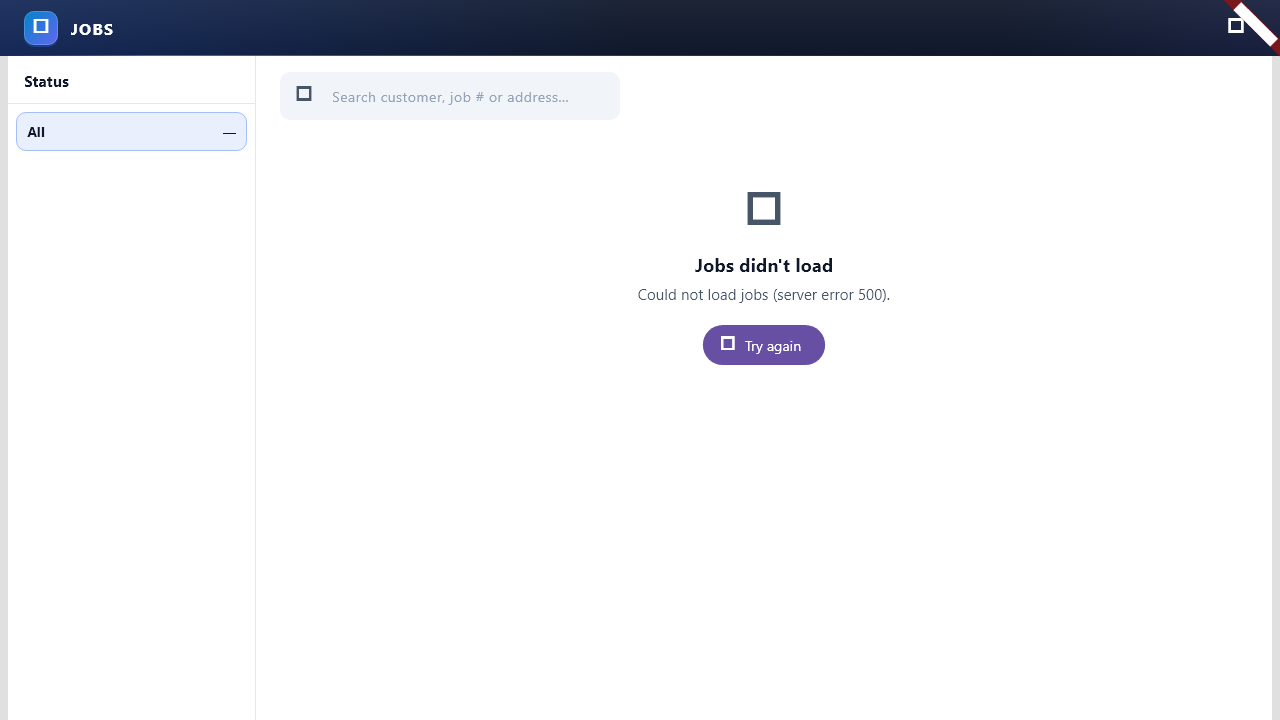 JOBS
Status
All —
Search customer, job # or address...
Jobs didn't load
Could not load jobs (server error 500).
Try again